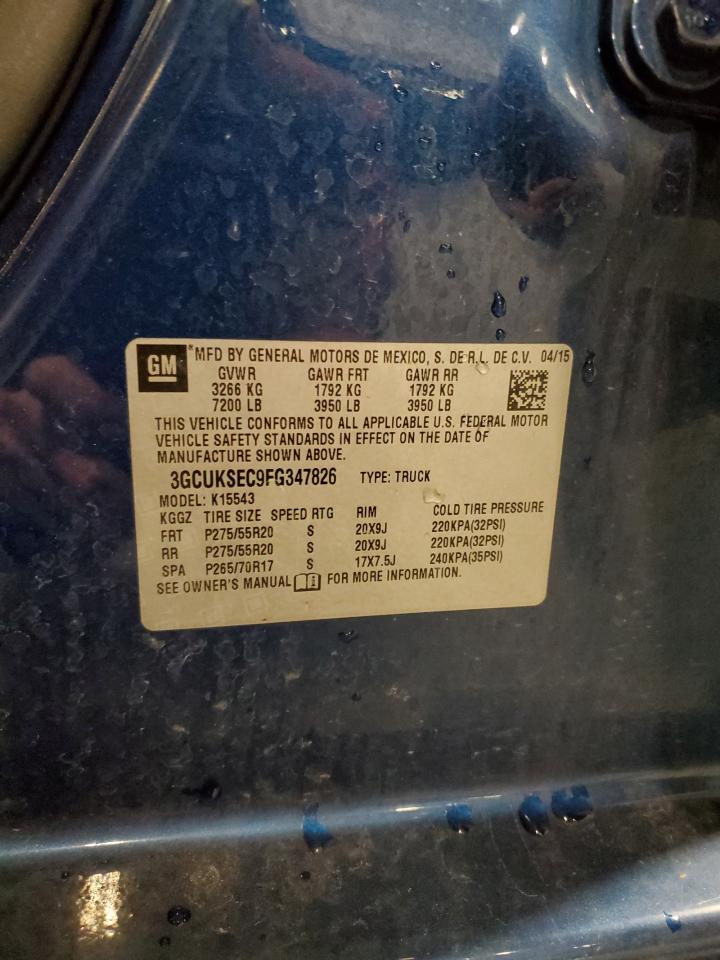 GM *MFD BY GENERAL MOTORS DE MEXICO, S. DE R.L. DE C.V. 04/15
GVWR GAWR FRT GAWR RR
3266 KG 1792 KG 1792 KG
7200 LB 3950 LB 3950 LB
THIS VEHICLE CONFORMS TO ALL APPLICABLE U.S. FEDERAL MOTOR
VEHICLE SAFETY STANDARDS IN EFFECT ON THE DATE OF
MANUFACTURE SHOWN ABOVE.
3GCUKSEC9FG347826 TYPE: TRUCK
MODEL: K15543
KGGZ TIRE SIZE SPEED RTG RIM COLD TIRE PRESSURE
FRT P275/55R20 S 20X9J 220KPA(32PSI)
RR P275/55R20 S 20X9J 220KPA(32PSI)
SPA P265/70R17 S 17X7.5J 240KPA(35PSI)
SEE OWNER'S MANUAL FOR MORE INFORMATION.